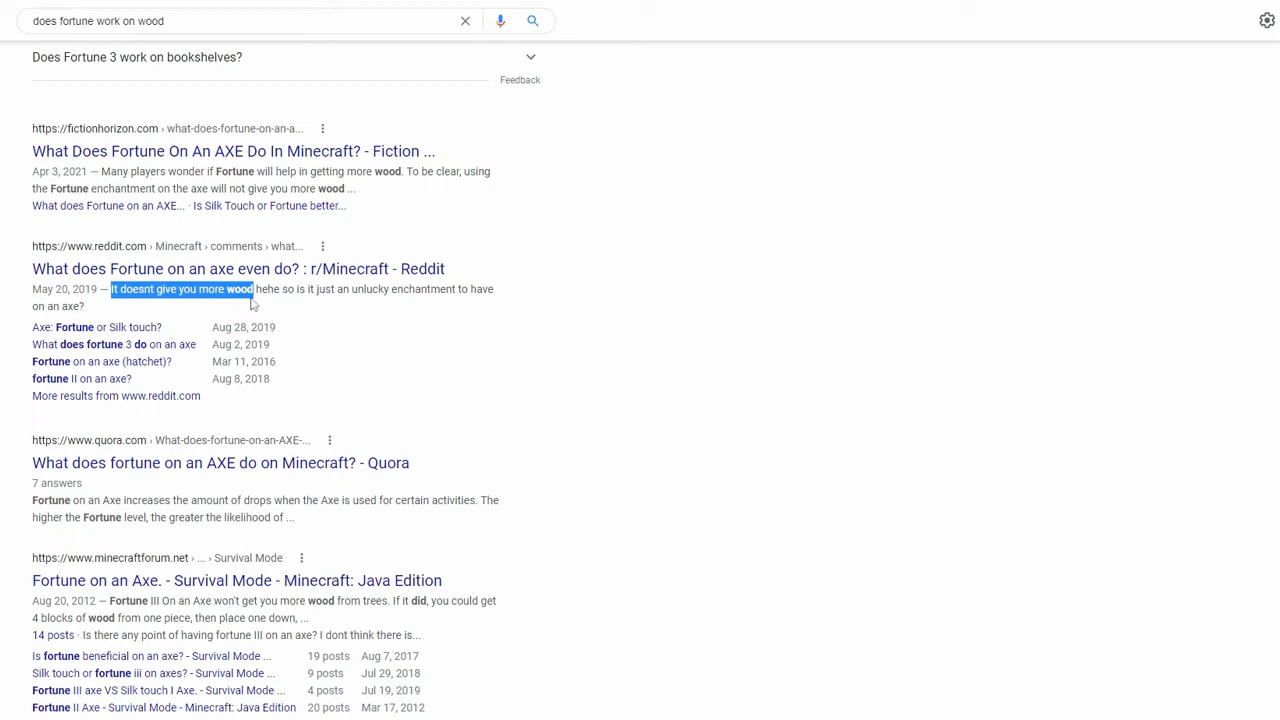 does fortune work on wood
Does Fortune 3 work on bookshelves?
Feedback
https://fictionhorizon.com › what-does-fortune-on-an-a...
What Does Fortune On An AXE Do In Minecraft? - Fiction ...
Apr 3, 2021 — Many players wonder if Fortune will help in getting more wood. To be clear, using
the Fortune enchantment on the axe will not give you more wood ...
What does Fortune on an AXE... · Is Silk Touch or Fortune better...
https://www.reddit.com › Minecraft › comments › what...
What does Fortune on an axe even do? : r/Minecraft - Reddit
May 20, 2019 — It doesnt give you more wood hehe so is it just an unlucky enchantment to have
on an axe?
Axe: Fortune or Silk touch? Aug 28, 2019
What does fortune 3 do on an axe Aug 2, 2019
Fortune on an axe (hatchet)? Mar 11, 2016
fortune II on an axe? Aug 8, 2018
More results from www.reddit.com
https://www.quora.com › What-does-fortune-on-an-AXE-...
What does fortune on an AXE do on Minecraft? - Quora
7 answers
Fortune on an Axe increases the amount of drops when the Axe is used for certain activities. The
higher the Fortune level, the greater the likelihood of ...
https://www.minecraftforum.net › ... › Survival Mode
Fortune on an Axe. - Survival Mode - Minecraft: Java Edition
Aug 20, 2012 — Fortune III On an Axe won't get you more wood from trees. If it did, you could get
4 blocks of wood from one piece, then place one down, ...
14 posts · Is there any point of having fortune III on an axe? I dont think there is...
Is fortune beneficial on an axe? - Survival Mode ... 19 posts Aug 7, 2017
Silk touch or fortune iii on axes? - Survival Mode ... 9 posts Jul 29, 2018
Fortune III axe VS Silk touch I Axe. - Survival Mode ... 4 posts Jul 19, 2019
Fortune II Axe - Survival Mode - Minecraft: Java Edition 20 posts Mar 17, 2012